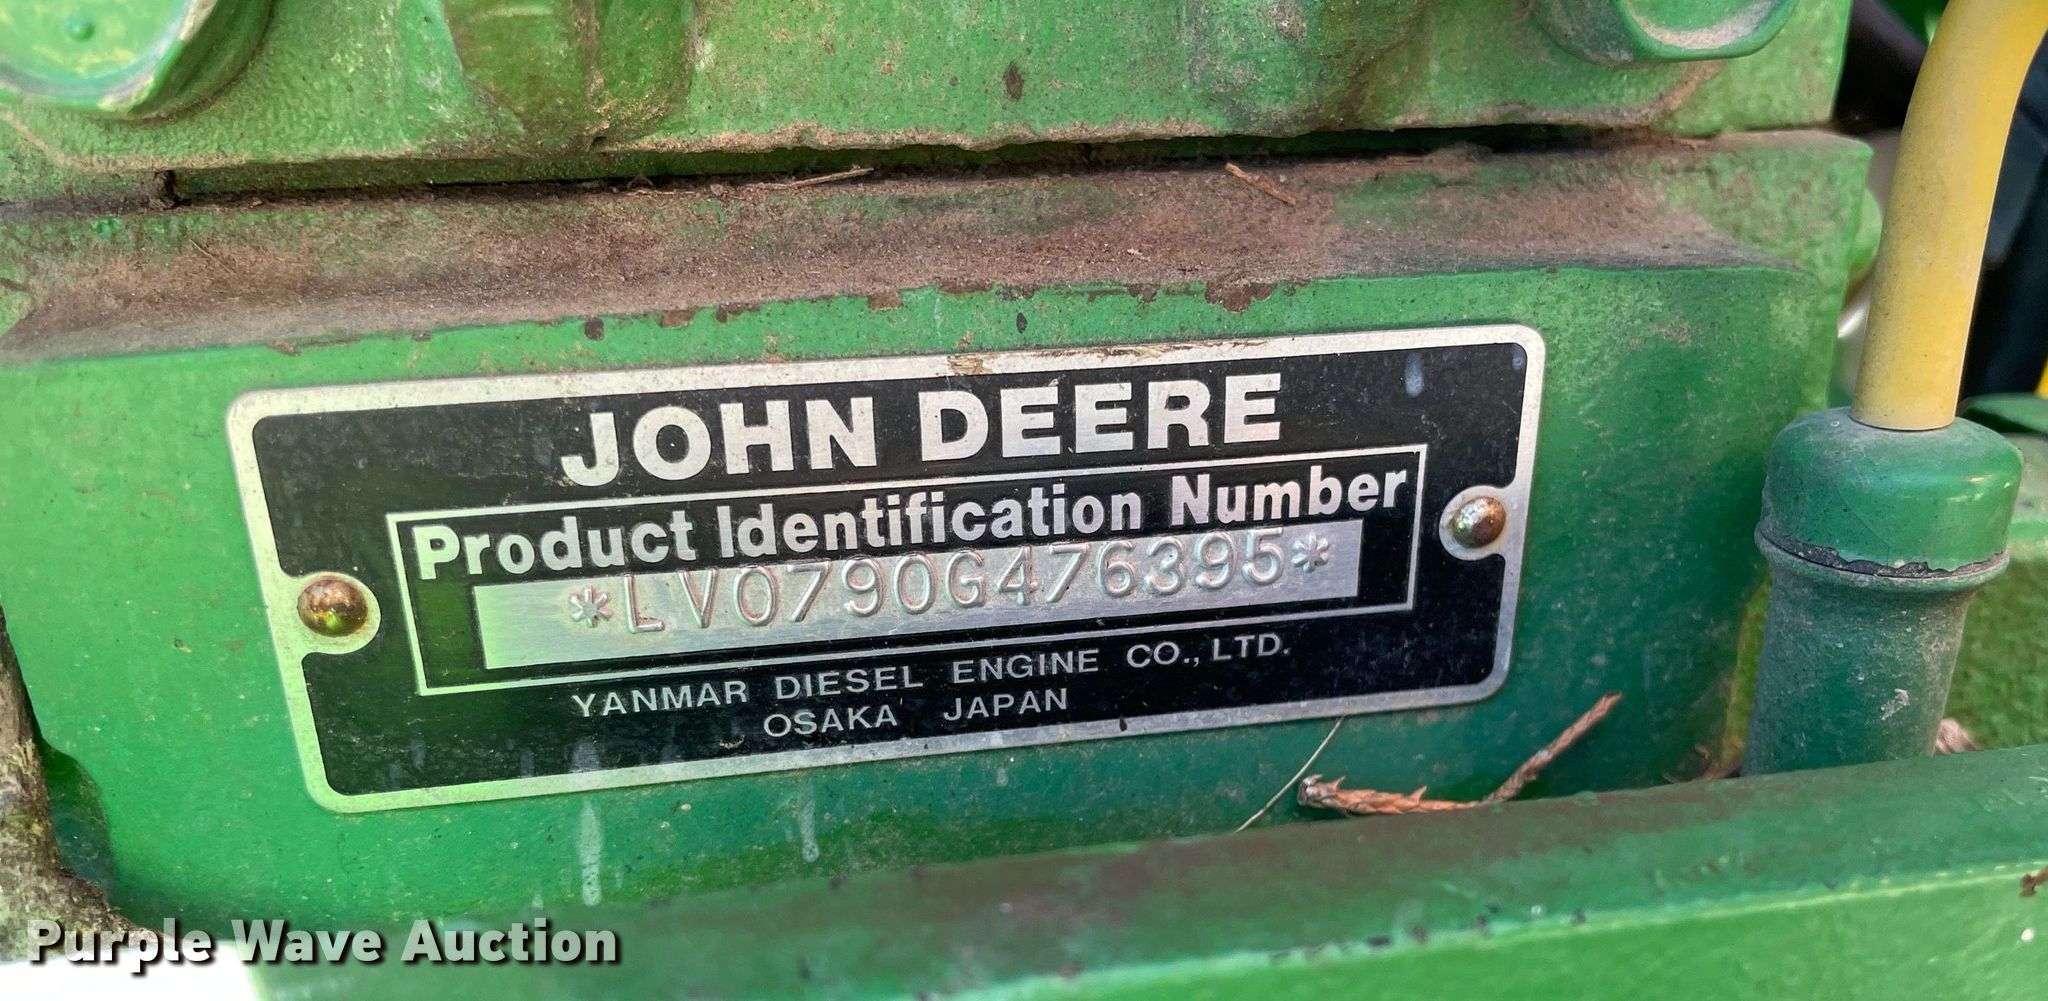 JOHN DEERE
Product Identification Number
*LV0790G476395*
YANMAR DIESEL ENGINE CO., LTD.
OSAKA JAPAN
Purple Wave Auction